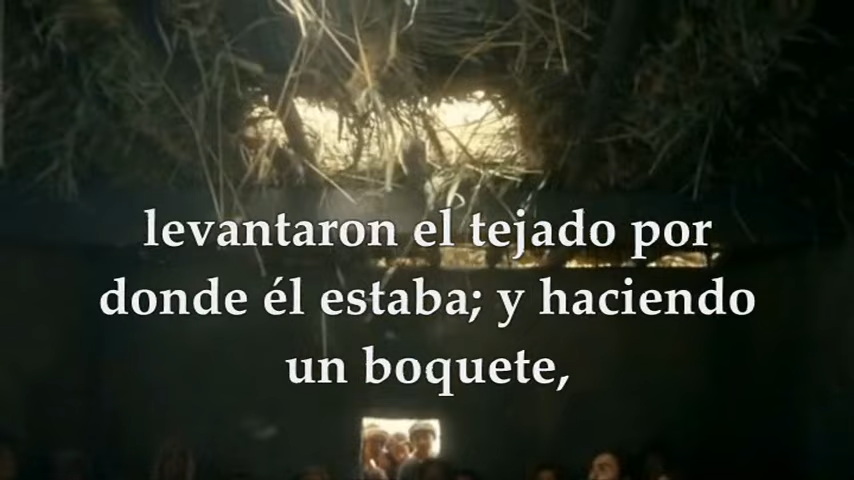 levantaron el tejado por
donde él estaba; y haciendo
un boquete,